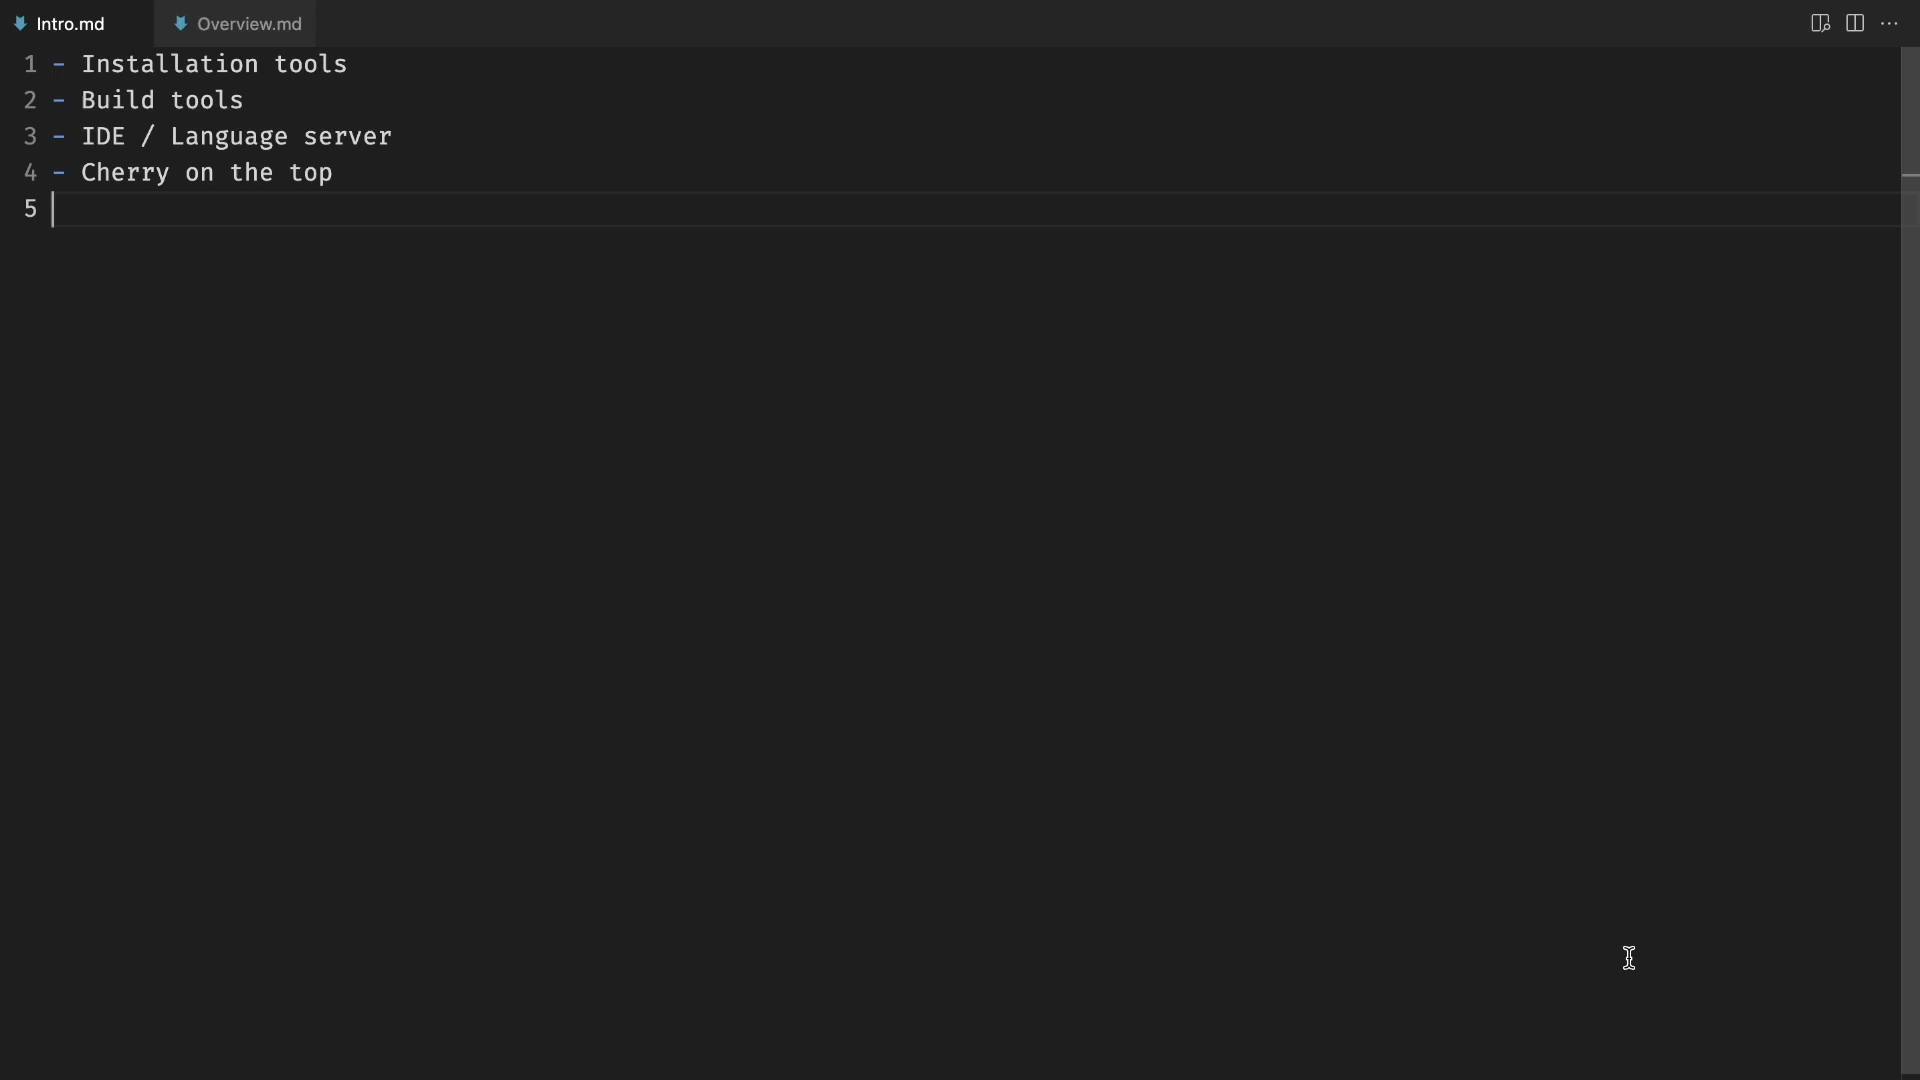 Intro.md
Overview.md
1 - Installation tools
2 - Build tools
3 - IDE / Language server
4 - Cherry on the top
5